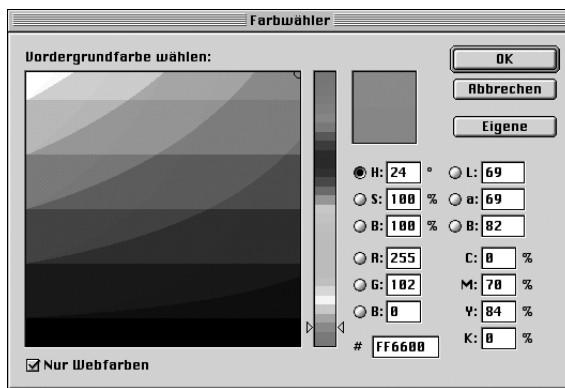 Farbwähler
Vordergrundfarbe wählen:
OK
Abbrechen
Eigene
H: 24 °
L: 69
S: 100 %
a: 69
B: 100 %
B: 82
R: 255
C: 0 %
G: 102
M: 70 %
B: 0
Y: 84 %
# FF6600
K: 0 %
Nur Webfarben